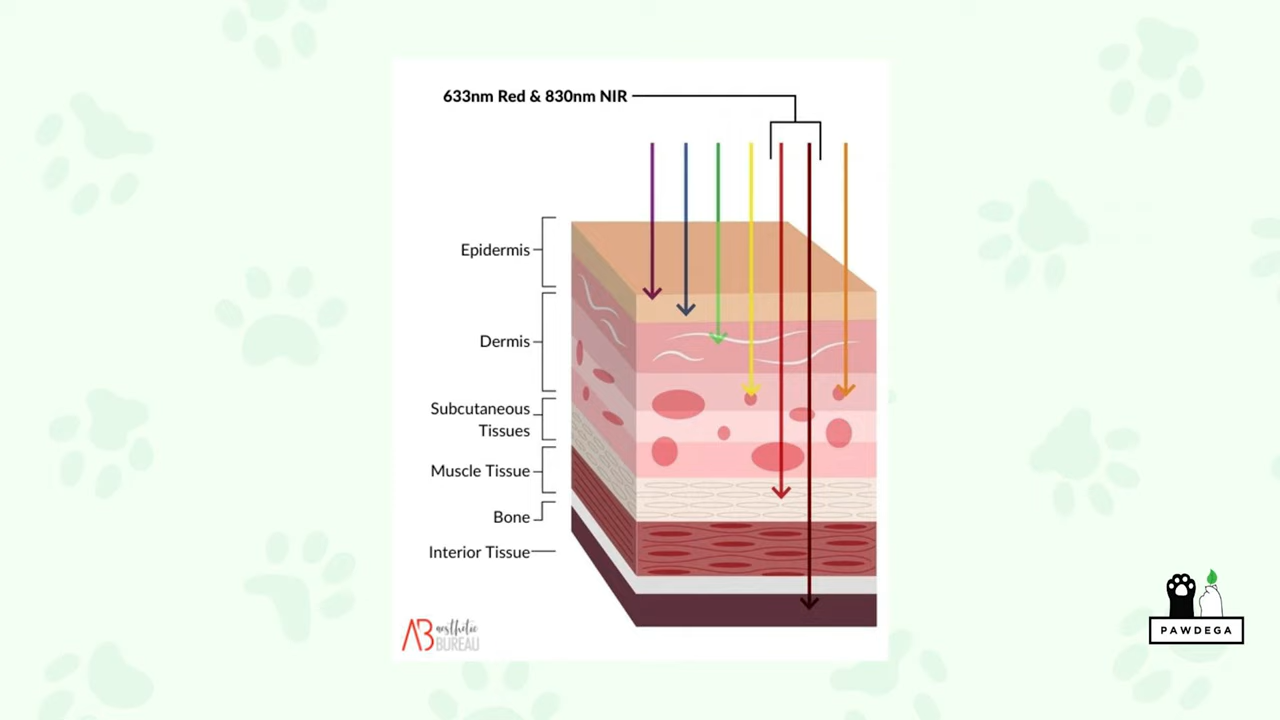 633nm Red & 830nm NIR
Epidermis
Dermis
Subcutaneous
Tissues
Muscle Tissue
Bone
Interior Tissue
AB aesthetic
BUREAU
PAWDEGA